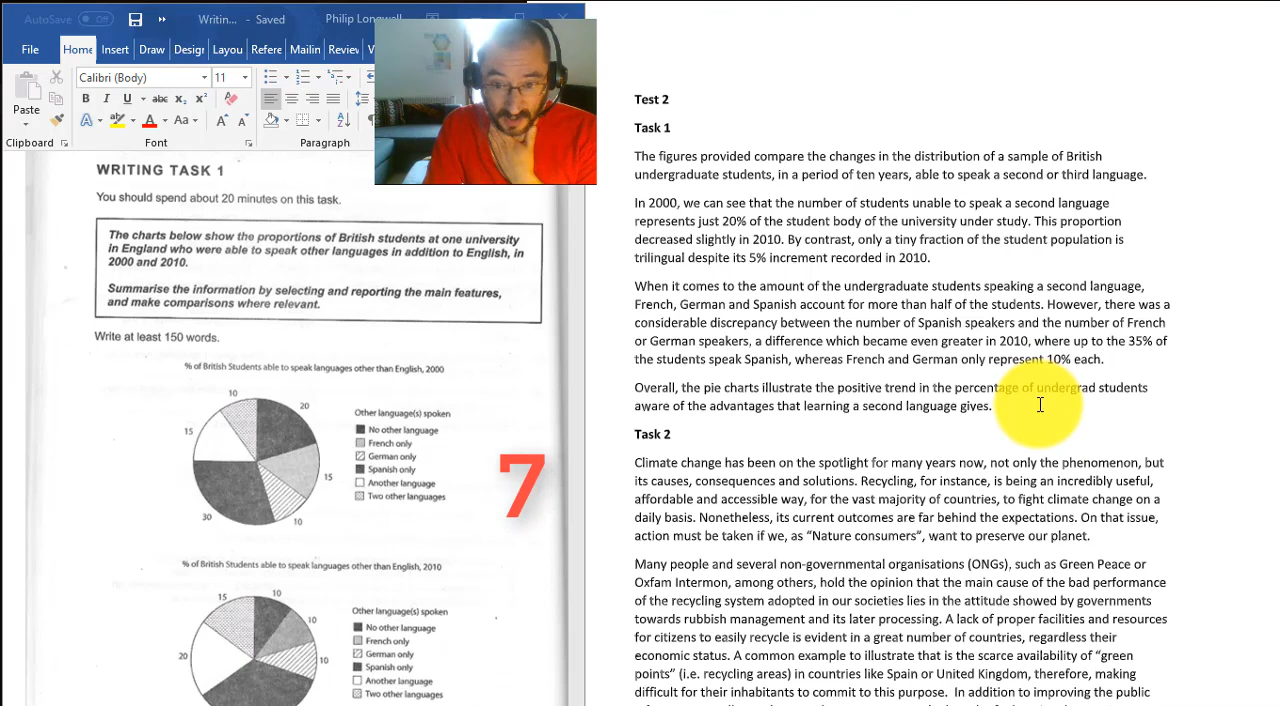 AutoSave Off Writin... - Saved Philip Longwell
File Home Insert Draw Desigr Layou Refere Mailin Review V
Calibri (Body) 11
Paste B I U abc x₂ x²
A ab A Aa A A
Clipboard Font Paragraph
WRITING TASK 1
You should spend about 20 minutes on this task.
The charts below show the proportions of British students at one university
in England who were able to speak other languages in addition to English, in
2000 and 2010.
Summarise the information by selecting and reporting the main features,
and make comparisons where relevant.
Write at least 150 words.
% of British Students able to speak languages other than English, 2000
10
20
15
15
30
10
Other language(s) spoken
No other language
French only
German only
Spanish only
Another language
Two other languages
7
% of British Students able to speak languages other than English, 2010
15
10
10
20
10
Other language(s) spoken
No other language
French only
German only
Spanish only
Another language
Two other languages
Test 2
Task 1
The figures provided compare the changes in the distribution of a sample of British
undergraduate students, in a period of ten years, able to speak a second or third language.
In 2000, we can see that the number of students unable to speak a second language
represents just 20% of the student body of the university under study. This proportion
decreased slightly in 2010. By contrast, only a tiny fraction of the student population is
trilingual despite its 5% increment recorded in 2010.
When it comes to the amount of the undergraduate students speaking a second language,
French, German and Spanish account for more than half of the students. However, there was a
considerable discrepancy between the number of Spanish speakers and the number of French
or German speakers, a difference which became even greater in 2010, where up to the 35% of
the students speak Spanish, whereas French and German only represent 10% each.
Overall, the pie charts illustrate the positive trend in the percentage of undergrad students
aware of the advantages that learning a second language gives.
Task 2
Climate change has been on the spotlight for many years now, not only the phenomenon, but
its causes, consequences and solutions. Recycling, for instance, is being an incredibly useful,
affordable and accessible way, for the vast majority of countries, to fight climate change on a
daily basis. Nonetheless, its current outcomes are far behind the expectations. On that issue,
action must be taken if we, as “Nature consumers”, want to preserve our planet.
Many people and several non-governmental organisations (ONGs), such as Green Peace or
Oxfam Intermon, among others, hold the opinion that the main cause of the bad performance
of the recycling system adopted in our societies lies in the attitude showed by governments
towards rubbish management and its later processing. A lack of proper facilities and resources
for citizens to easily recycle is evident in a great number of countries, regardless their
economic status. A common example to illustrate that is the scarce availability of “green
points” (i.e. recycling areas) in countries like Spain or United Kingdom, therefore, making
difficult for their inhabitants to commit to this purpose. In addition to improving the public